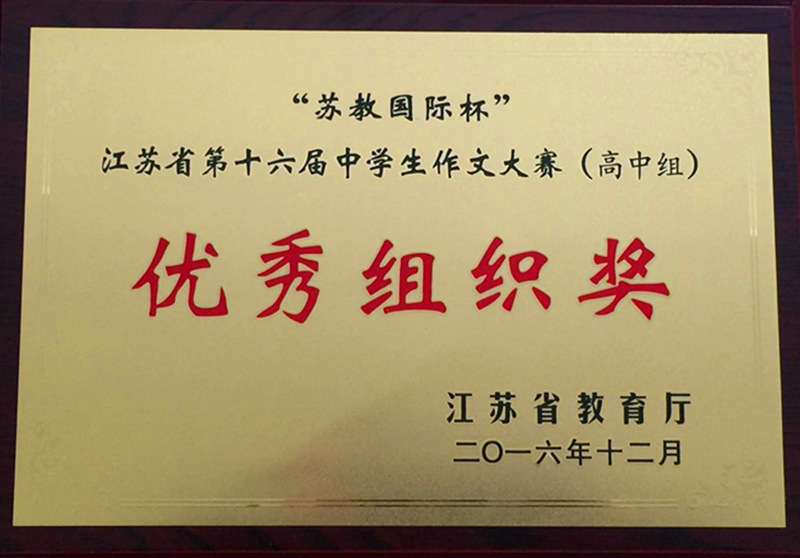 “苏教国际杯”
江苏省第十六届中学生作文大赛（高中组）
优秀组织奖
江苏省教育厅
二〇一六年十二月